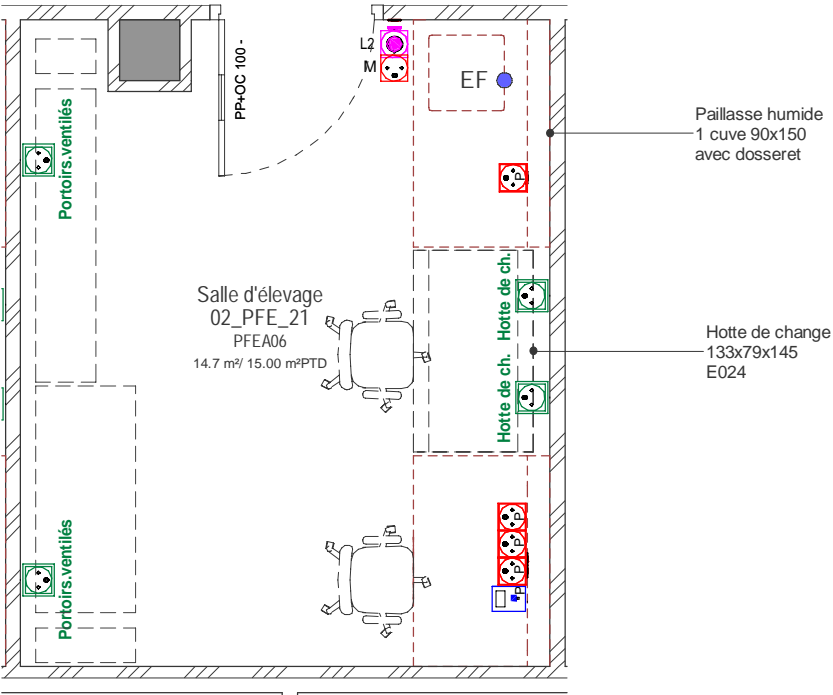 PP+OC 100 -
L2
M
EF
Paillasse humide
1 cuve 90x150
avec dosseret
Portoirs.ventilés
P
Salle d'élevage
02_PFE_21
PFEA06
14.7 m²/ 15.00 m²PTD
Hotte de ch.
Hotte de ch.
Hotte de change
133x79x145
E024
Portoirs.ventilés
P
P
P
P